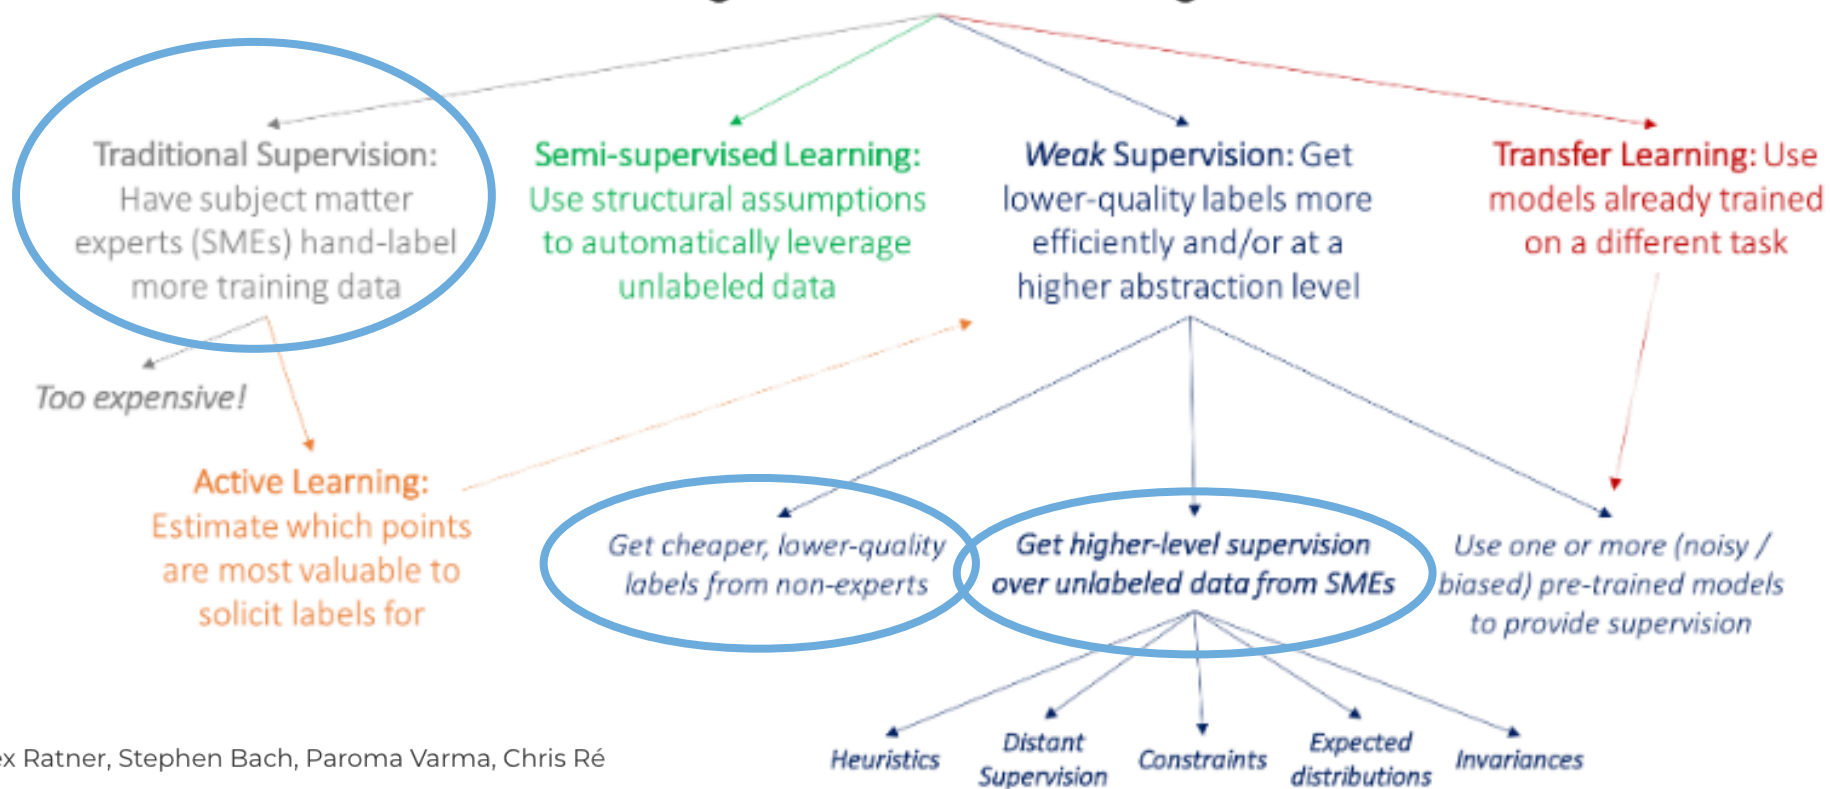 Traditional Supervision:
Have subject matter
experts (SMEs) hand-label
more training data
Semi-supervised Learning:
Use structural assumptions
to automatically leverage
unlabeled data
Weak Supervision: Get
lower-quality labels more
efficiently and/or at a
higher abstraction level
Transfer Learning: Use
models already trained
on a different task
Too expensive!
Active Learning:
Estimate which points
are most valuable to
solicit labels for
Get cheaper, lower-quality
labels from non-experts
Get higher-level supervision
over unlabeled data from SMEs
Use one or more (noisy /
biased) pre-trained models
to provide supervision
Heuristics
Distant
Supervision
Constraints
Expected
distributions
Invariances
ex Ratner, Stephen Bach, Paroma Varma, Chris Ré